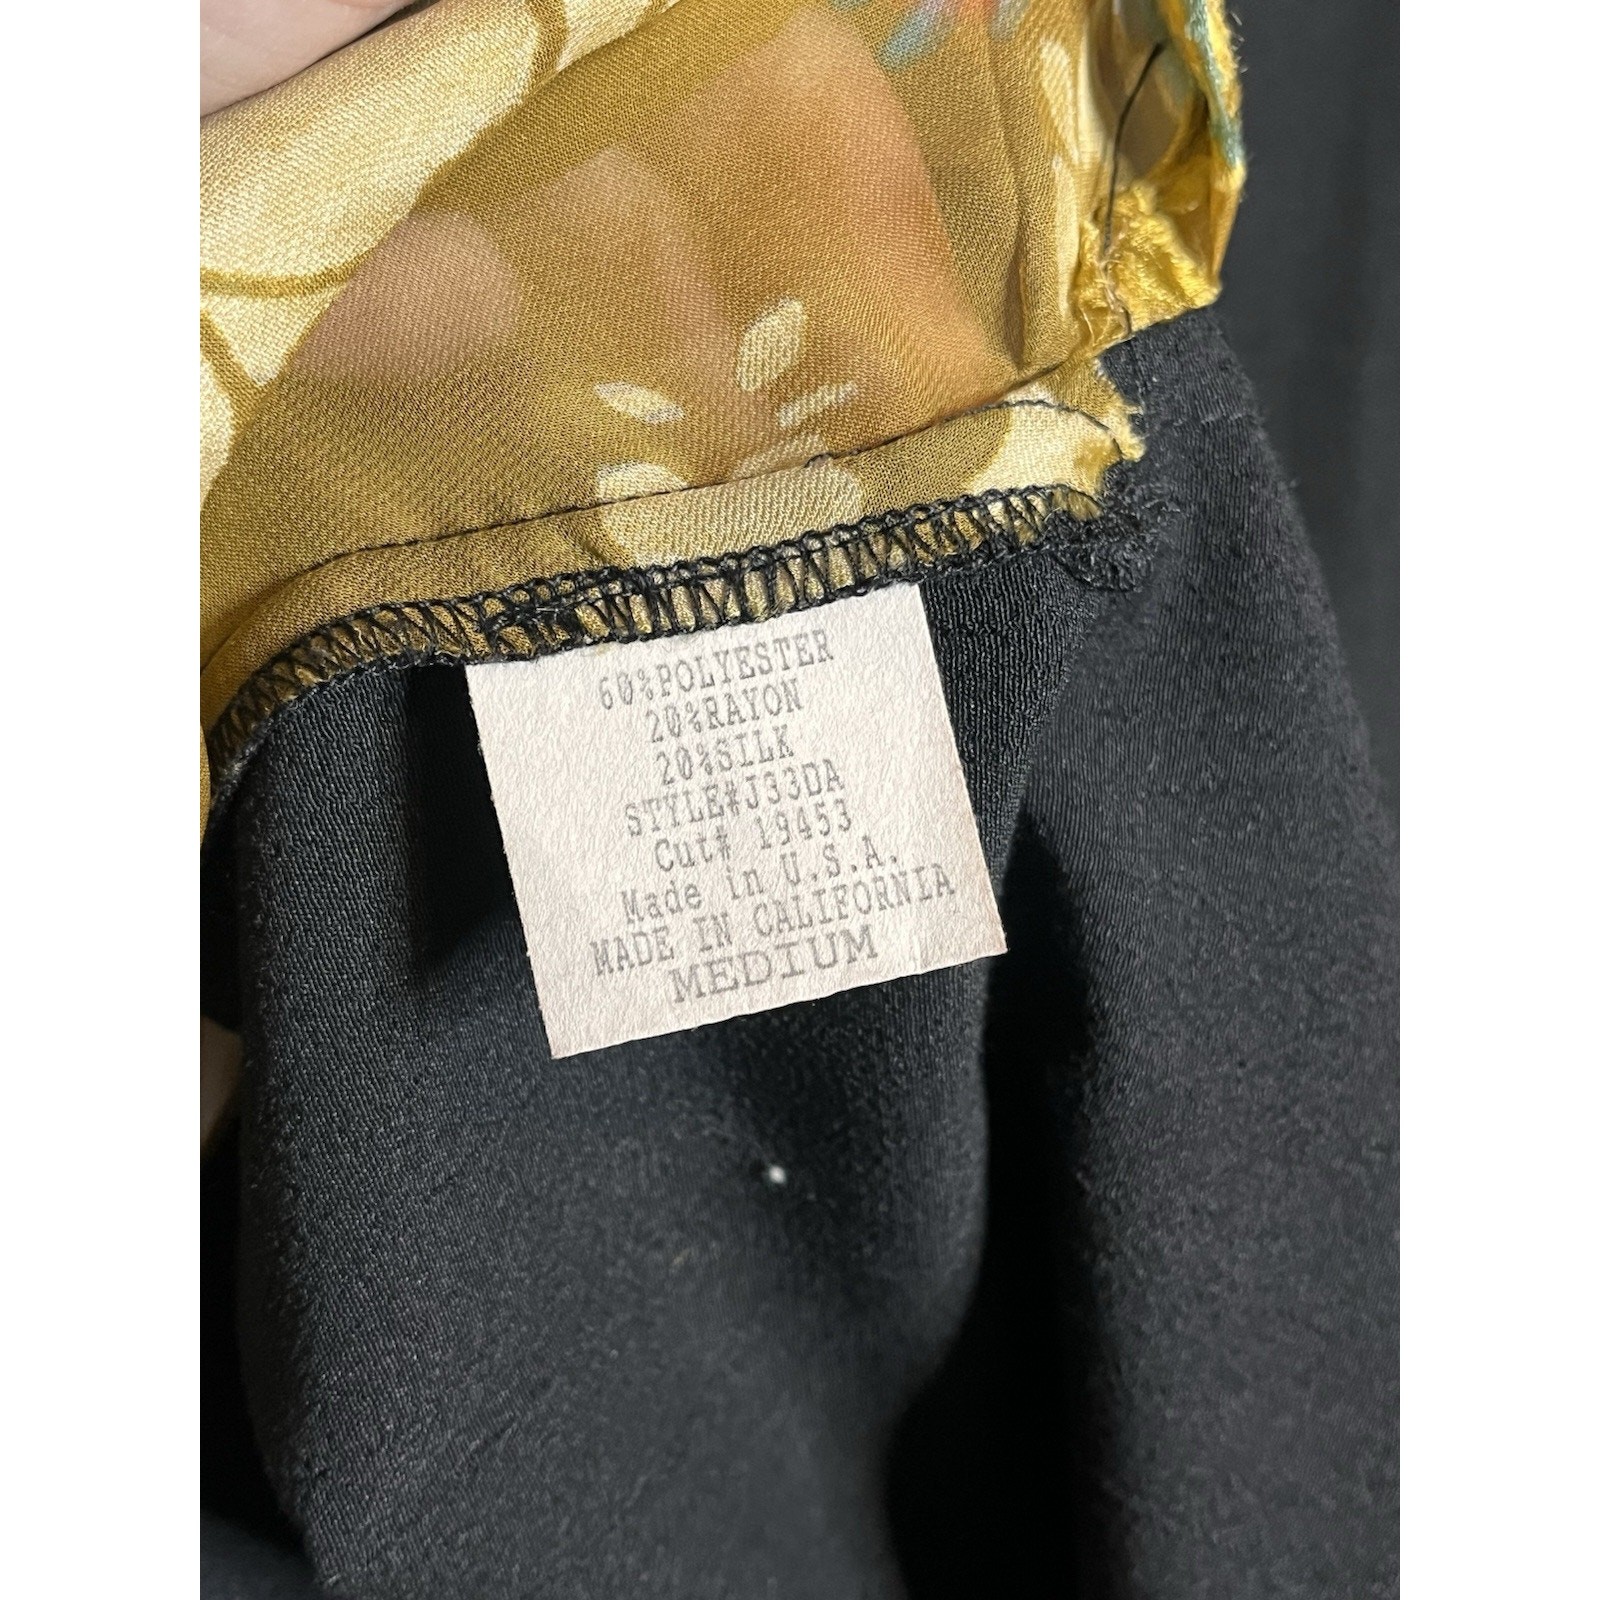 60%POLYESTER
20%RAYON
20%SILK
STYLE#J33DA
Cut# 19453
Made in U.S.A.
MADE IN CALIFORNIA
MEDIUM